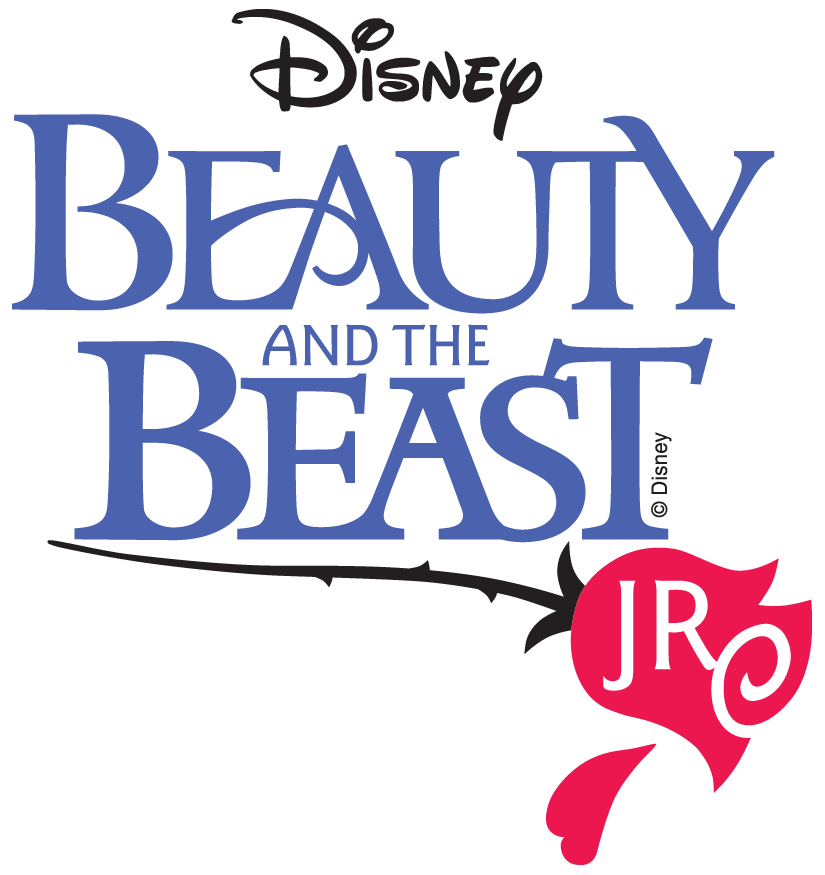 Disney
BEAUTY
AND THE
BEAST
© Disney
JR